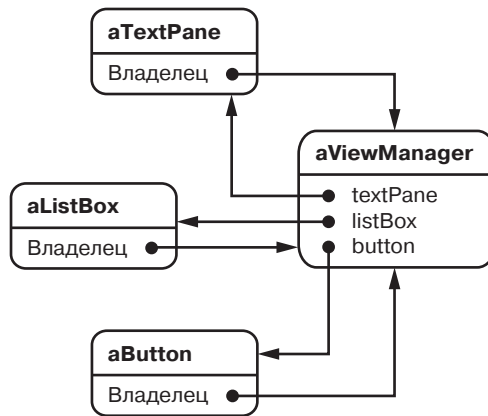 aTextPane
Владелец
aViewManager
textPane
listBox
button
aListBox
Владелец
aButton
Владелец